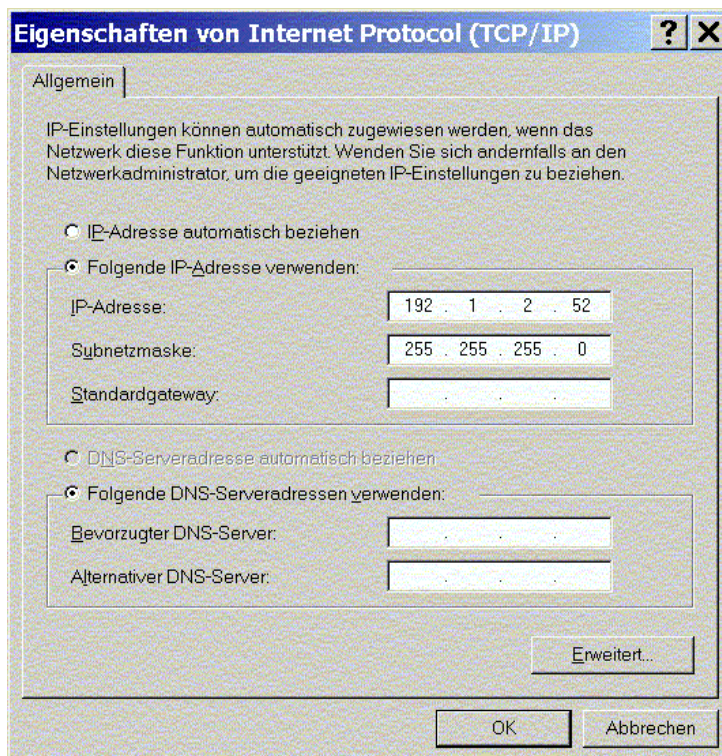 Eigenschaften von Internet Protocol (TCP/IP)
Allgemein
IP-Einstellungen können automatisch zugewiesen werden, wenn das
Netzwerk diese Funktion unterstützt. Wenden Sie sich andernfalls an den
Netzwerkadministrator, um die geeigneten IP-Einstellungen zu beziehen.
IP-Adresse automatisch beziehen
Folgende IP-Adresse verwenden:
IP-Adresse: 192 . 1 . 2 . 52
Subnetzmaske: 255 . 255 . 255 . 0
Standardgateway: . . .
DNS-Serveradresse automatisch beziehen
Folgende DNS-Serveradressen verwenden:
Bevorzugter DNS-Server: . . .
Alternativer DNS-Server: . . .
Erweitert...
OK Abbrechen